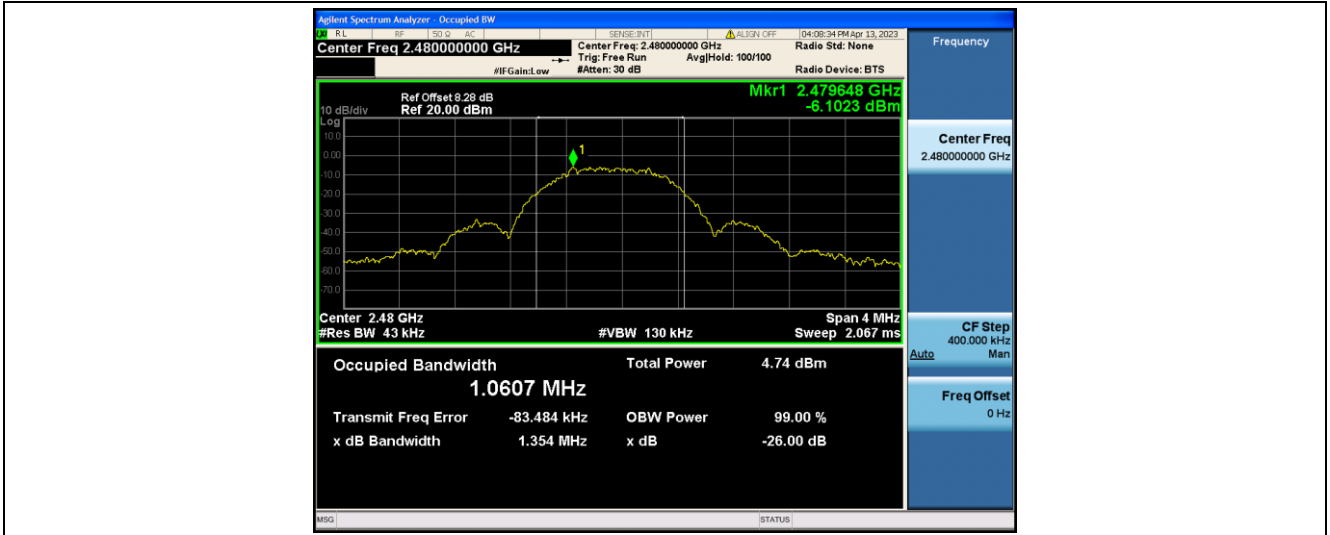 Agilent Spectrum Analyzer - Occupied BW
RL RF 50 Ω AC SENSE:INT ALIGN OFF 04:08:34 PM Apr 13, 2023
Center Freq 2.480000000 GHz
Center Freq: 2.480000000 GHz
Radio Std: None
Trig: Free Run Avg|Hold: 100/100
#IFGain:Low #Atten: 30 dB Radio Device: BTS
Frequency
Mkr1 2.479648 GHz
-6.1023 dBm
Ref Offset 8.28 dB
10 dB/div Ref 20.00 dBm
Log
10.0
0.00
-10.0
-20.0
-30.0
-40.0
-50.0
-60.0
-70.0
1
Center 2.48 GHz Span 4 MHz
#Res BW 43 kHz #VBW 130 kHz Sweep 2.067 ms
Center Freq
2.480000000 GHz
CF Step
400.000 kHz
Auto Man
Freq Offset
0 Hz
Occupied Bandwidth Total Power 4.74 dBm
1.0607 MHz
Transmit Freq Error -83.484 kHz OBW Power 99.00 %
x dB Bandwidth 1.354 MHz x dB -26.00 dB
MSG STATUS